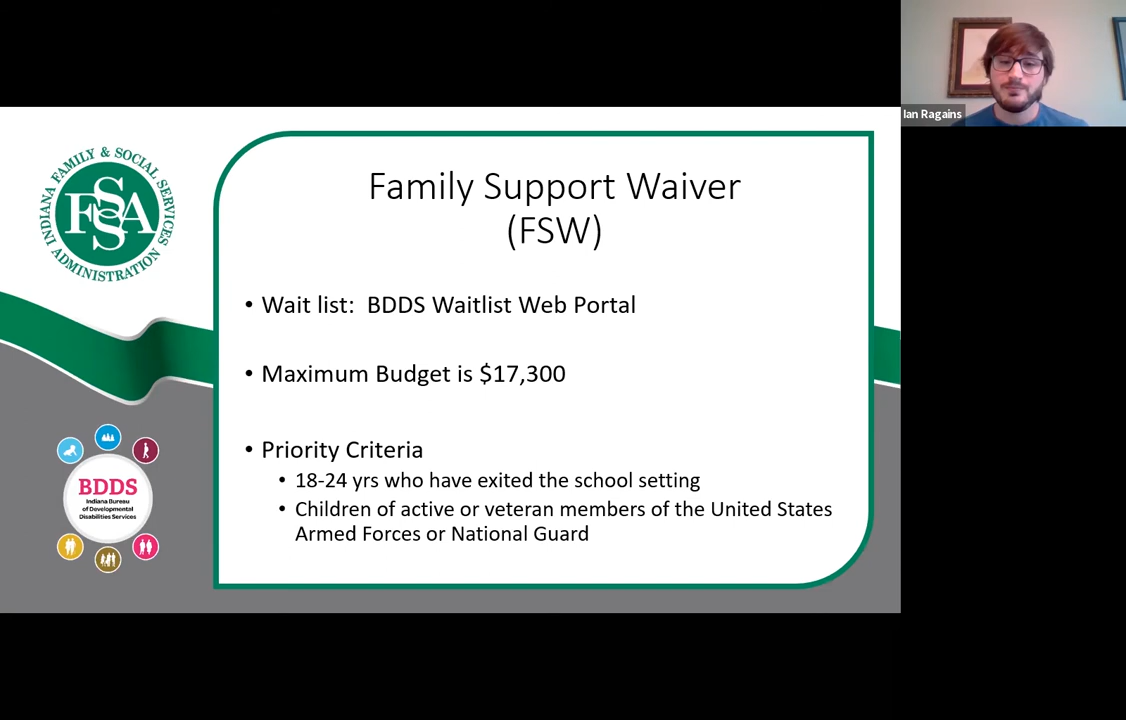 Ian Ragains
INDIANA FAMILY & SOCIAL SERVICES
ADMINISTRATION
FSSA
Family Support Waiver
(FSW)
• Wait list:  BDDS Waitlist Web Portal
• Maximum Budget is $17,300
• Priority Criteria
• 18-24 yrs who have exited the school setting
• Children of active or veteran members of the United States
Armed Forces or National Guard
BDDS
Indiana Bureau
of Developmental
Disabilities Services